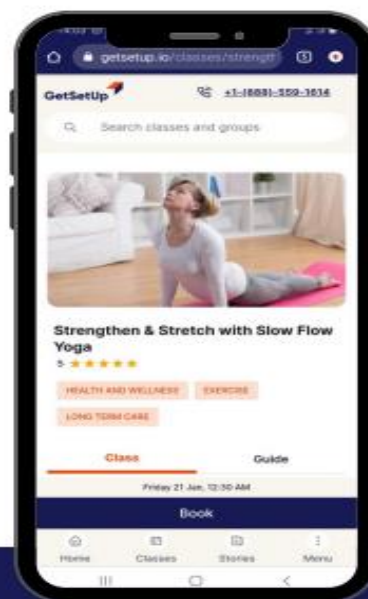 getsetup.io/classes/strengt
GetSetUp
+1-(888)-559-1614
Search classes and groups
Strengthen & Stretch with Slow Flow
Yoga
5
HEALTH AND WELLNESS
EXERCISE
LONG TERM CARE
Class
Guide
Friday 21 Jan, 12:30 AM
Book
Home
Classes
Stories
Menu